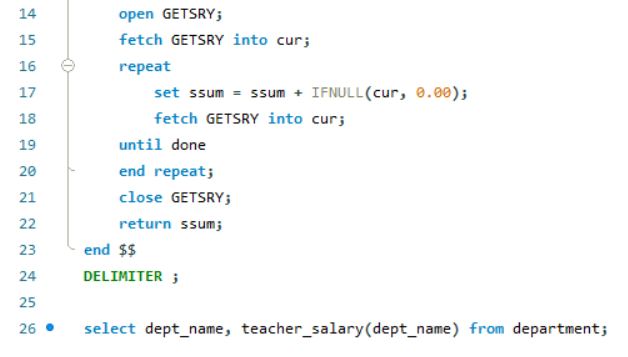 14 open GETSRY;
15 fetch GETSRY into cur;
16 repeat
17 set ssum = ssum + IFNULL(cur, 0.00);
18 fetch GETSRY into cur;
19 until done
20 end repeat;
21 close GETSRY;
22 return ssum;
23 end $$
24 DELIMITER ;
25
26 select dept_name, teacher_salary(dept_name) from department;